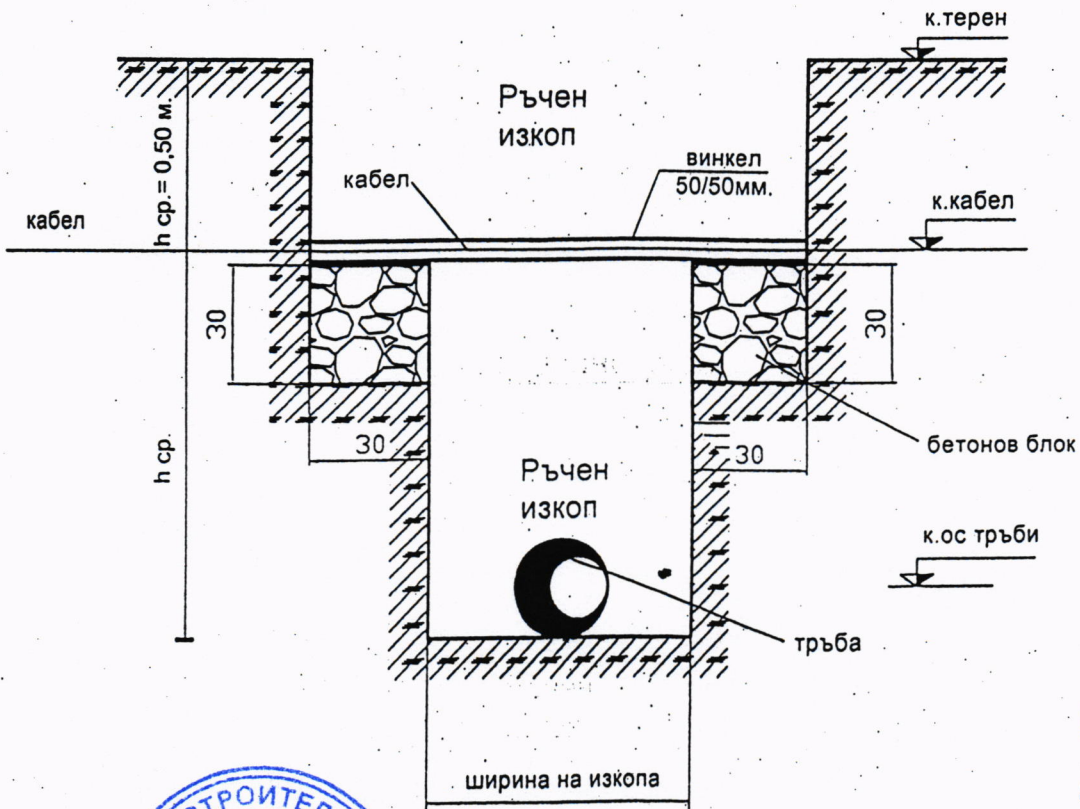 к.терен
Ръчен
изкоп
h ср.= 0,50 м.
винкел
50/50мм.
кабел
к.кабел
кабел
30
30
30
30
h ср.
бетонов блок
Ръчен
изкоп
к.ос тръби
тръба
ширина на изкопа